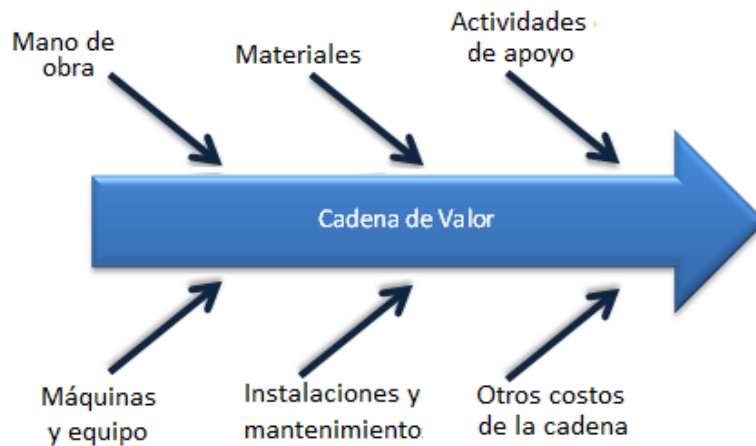 Mano de
obra
Materiales
Actividades
de apoyo
Cadena de Valor
Máquinas
y equipo
Instalaciones y
mantenimiento
Otros costos
de la cadena